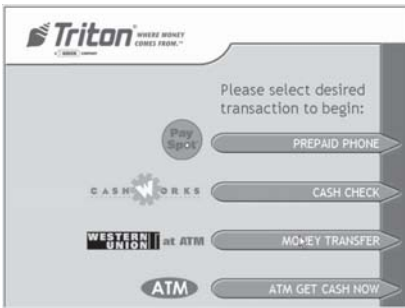 Triton WHERE MONEY
COMES FROM.™
Please select desired
transaction to begin:
Pay
Spot
PREPAID PHONE
CASH WORKS
CASH CHECK
WESTERN
UNION at ATM
MONEY TRANSFER
ATM
ATM GET CASH NOW